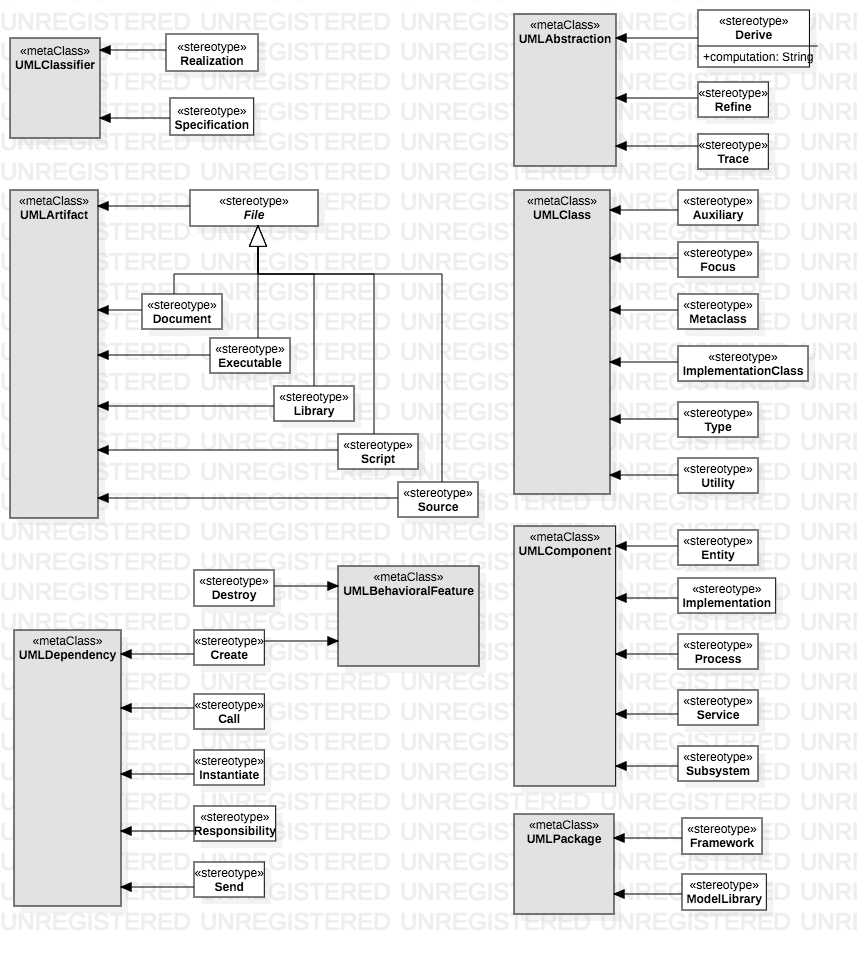 «metaClass»
UMLClassifier
«stereotype»
Realization
«stereotype»
Specification
«metaClass»
UMLAbstraction
«stereotype»
Derive
+computation: String
«stereotype»
Refine
«stereotype»
Trace
«metaClass»
UMLArtifact
«stereotype»
File
«stereotype»
Document
«stereotype»
Executable
«stereotype»
Library
«stereotype»
Script
«stereotype»
Source
«metaClass»
UMLClass
«stereotype»
Auxiliary
«stereotype»
Focus
«stereotype»
Metaclass
«stereotype»
ImplementationClass
«stereotype»
Type
«stereotype»
Utility
«stereotype»
Destroy
«metaClass»
UMLBehavioralFeature
«metaClass»
UMLDependency
«stereotype»
Create
«stereotype»
Call
«stereotype»
Instantiate
«stereotype»
Responsibility
«stereotype»
Send
«metaClass»
UMLComponent
«stereotype»
Entity
«stereotype»
Implementation
«stereotype»
Process
«stereotype»
Service
«stereotype»
Subsystem
«metaClass»
UMLPackage
«stereotype»
Framework
«stereotype»
ModelLibrary
UNREGISTERED